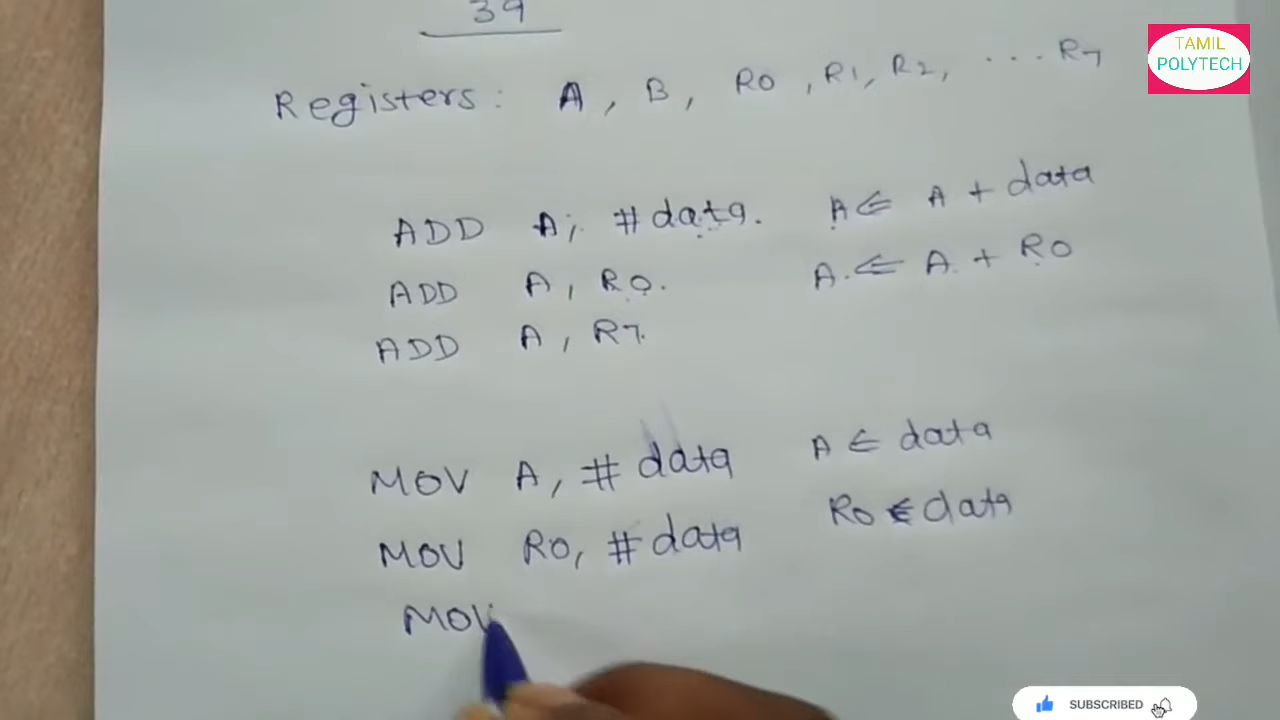 39
TAMIL
POLYTECH
Registers: A, B, R0, R1, R2, ... R7
ADD A, #data. A ⇐ A + data
ADD A, R0. A ⇐ A + R0
ADD A, R7.
MOV A, #data A ⇐ data
MOV R0, #data R0 ⇐ data
MOV
SUBSCRIBED